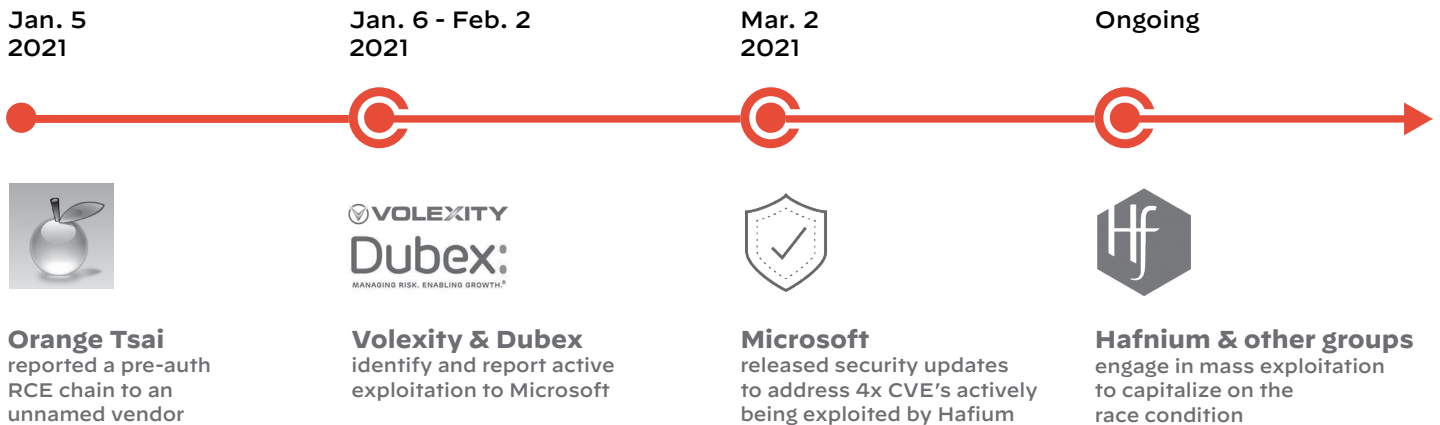 Jan. 5
2021
Jan. 6 - Feb. 2
2021
Mar. 2
2021
Ongoing
VOLEXITY
Dubex:
MANAGING RISK. ENABLING GROWTH.®
Hf
Orange Tsai
reported a pre-auth
RCE chain to an
unnamed vendor
Volexity & Dubex
identify and report active
exploitation to Microsoft
Microsoft
released security updates
to address 4x CVE's actively
being exploited by Hafium
Hafnium & other groups
engage in mass exploitation
to capitalize on the
race condition